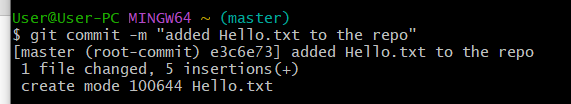 User@User-PC MINGW64 ~ (master)
$ git commit -m "added Hello.txt to the repo"
[master (root-commit) e3c6e73] added Hello.txt to the repo
 1 file changed, 5 insertions(+)
 create mode 100644 Hello.txt